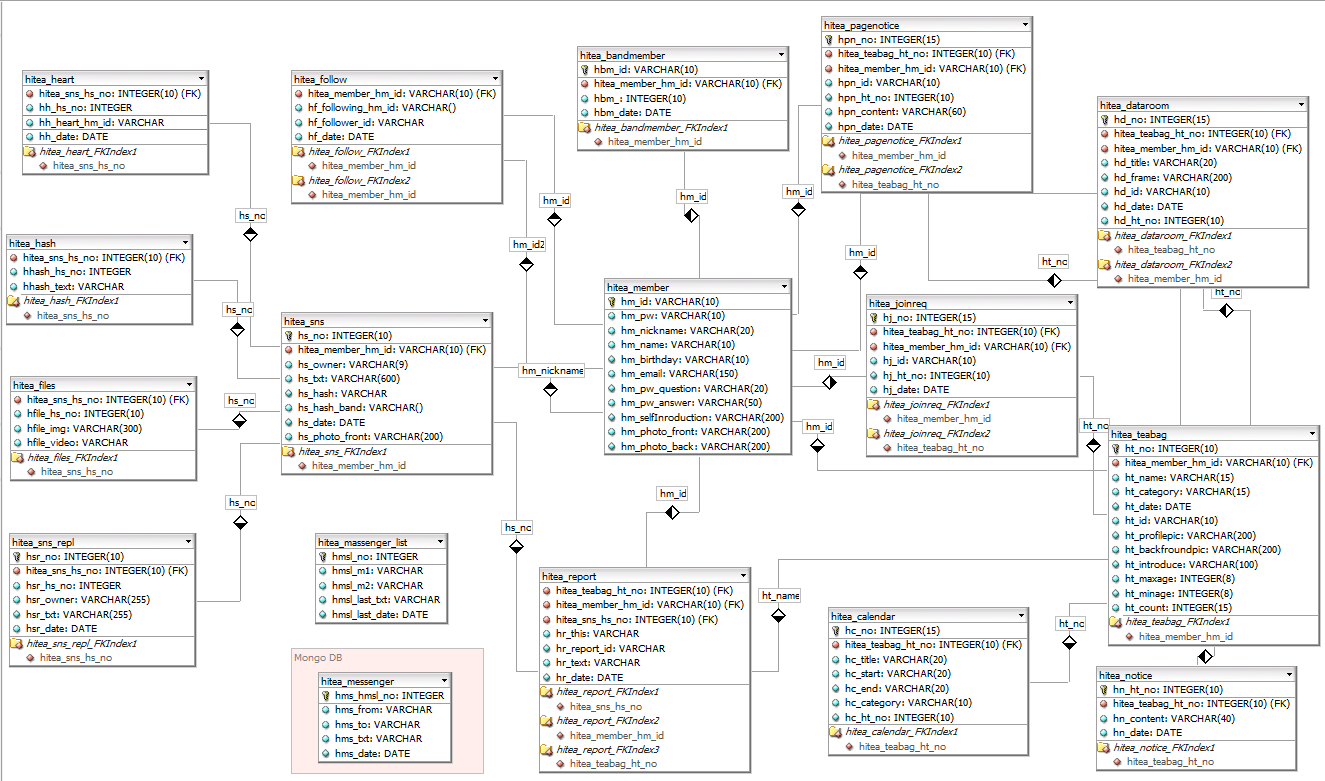 hitea_heart
hitea_sns_hs_no: INTEGER(10) (FK)
hh_hs_no: INTEGER
hh_heart_hm_id: VARCHAR
hh_date: DATE
hitea_heart_FKIndex1
hitea_sns_hs_no
hitea_follow
hitea_member_hm_id: VARCHAR(10) (FK)
hf_following_hm_id: VARCHAR()
hf_follower_id: VARCHAR
hf_date: DATE
hitea_follow_FKIndex1
hitea_member_hm_id
hitea_follow_FKIndex2
hitea_member_hm_id
hitea_bandmember
hbm_id: VARCHAR(10)
hitea_member_hm_id: VARCHAR(10) (FK)
hbm_: INTEGER(10)
hbm_date: DATE
hitea_bandmember_FKIndex1
hitea_member_hm_id
hitea_pagenotice
hpn_no: INTEGER(15)
hitea_teabag_ht_no: INTEGER(10) (FK)
hitea_member_hm_id: VARCHAR(10) (FK)
hpn_id: VARCHAR(10)
hpn_ht_no: INTEGER(10)
hpn_content: VARCHAR(60)
hpn_date: DATE
hitea_pagenotice_FKIndex1
hitea_member_hm_id
hitea_pagenotice_FKIndex2
hitea_teabag_ht_no
hitea_dataroom
hd_no: INTEGER(15)
hitea_teabag_ht_no: INTEGER(10) (FK)
hitea_member_hm_id: VARCHAR(10) (FK)
hd_title: VARCHAR(20)
hd_frame: VARCHAR(200)
hd_id: VARCHAR(10)
hd_date: DATE
hd_ht_no: INTEGER(10)
hitea_dataroom_FKIndex1
hitea_teabag_ht_no
hitea_dataroom_FKIndex2
hitea_member_hm_id
hs_no
hm_id
hm_id2
hm_id
hm_id
hm_id
ht_no
ht_no
hitea_hash
hitea_sns_hs_no: INTEGER(10) (FK)
hhash_hs_no: INTEGER
hhash_text: VARCHAR
hitea_hash_FKIndex1
hitea_sns_hs_no
hs_no
hitea_sns
hs_no: INTEGER(10)
hitea_member_hm_id: VARCHAR(10) (FK)
hs_owner: VARCHAR(9)
hs_txt: VARCHAR(600)
hs_hash: VARCHAR
hs_hash_band: VARCHAR()
hs_date: DATE
hs_photo_front: VARCHAR(200)
hitea_sns_FKIndex1
hitea_member_hm_id
hm_nickname
hitea_member
hm_id: VARCHAR(10)
hm_pw: VARCHAR(10)
hm_nickname: VARCHAR(20)
hm_name: VARCHAR(10)
hm_birthday: VARCHAR(10)
hm_email: VARCHAR(150)
hm_pw_question: VARCHAR(20)
hm_pw_answer: VARCHAR(50)
hm_selfInroduction: VARCHAR(200)
hm_photo_front: VARCHAR(200)
hm_photo_back: VARCHAR(200)
hm_id
hm_id
hitea_joinreq
hj_no: INTEGER(15)
hitea_teabag_ht_no: INTEGER(10) (FK)
hitea_member_hm_id: VARCHAR(10) (FK)
hj_id: VARCHAR(10)
hj_ht_no: INTEGER(10)
hj_date: DATE
hitea_joinreq_FKIndex1
hitea_member_hm_id
hitea_joinreq_FKIndex2
hitea_teabag_ht_no
ht_no
hitea_files
hitea_sns_hs_no: INTEGER(10) (FK)
hfile_hs_no: INTEGER(10)
hfile_img: VARCHAR(300)
hfile_video: VARCHAR
hitea_files_FKIndex1
hitea_sns_hs_no
hs_no
hs_no
hitea_teabag
ht_no: INTEGER(10)
hitea_member_hm_id: VARCHAR(10) (FK)
ht_name: VARCHAR(15)
ht_category: VARCHAR(15)
ht_date: DATE
ht_id: VARCHAR(10)
ht_profilepic: VARCHAR(200)
ht_backfroundpic: VARCHAR(200)
ht_introduce: VARCHAR(100)
ht_maxage: INTEGER(8)
ht_minage: INTEGER(8)
ht_count: INTEGER(15)
hitea_teabag_FKIndex1
hitea_member_hm_id
hm_id
hs_no
hitea_sns_repl
hsr_no: INTEGER(10)
hitea_sns_hs_no: INTEGER(10) (FK)
hsr_hs_no: INTEGER
hsr_owner: VARCHAR(255)
hsr_txt: VARCHAR(255)
hsr_date: DATE
hitea_sns_repl_FKIndex1
hitea_sns_hs_no
hitea_massenger_list
hmsl_no: INTEGER
hmsl_m1: VARCHAR
hmsl_m2: VARCHAR
hmsl_last_txt: VARCHAR
hmsl_last_date: DATE
Mongo DB
hitea_messenger
hms_hmsl_no: INTEGER
hms_from: VARCHAR
hms_to: VARCHAR
hms_txt: VARCHAR
hms_date: DATE
hitea_report
hitea_teabag_ht_no: INTEGER(10) (FK)
hitea_member_hm_id: VARCHAR(10) (FK)
hitea_sns_hs_no: INTEGER(10) (FK)
hr_this: VARCHAR
hr_report_id: VARCHAR
hr_text: VARCHAR
hr_date: DATE
hitea_report_FKIndex1
hitea_sns_hs_no
hitea_report_FKIndex2
hitea_member_hm_id
hitea_report_FKIndex3
hitea_teabag_ht_no
ht_name
hitea_calendar
hc_no: INTEGER(15)
hitea_teabag_ht_no: INTEGER(10) (FK)
hc_title: VARCHAR(20)
hc_start: VARCHAR(20)
hc_end: VARCHAR(20)
hc_category: VARCHAR(10)
hc_ht_no: INTEGER(10)
hitea_calendar_FKIndex1
hitea_teabag_ht_no
ht_no
hitea_notice
hn_ht_no: INTEGER(10)
hitea_teabag_ht_no: INTEGER(10) (FK)
hn_content: VARCHAR(40)
hn_date: DATE
hitea_notice_FKIndex1
hitea_teabag_ht_no